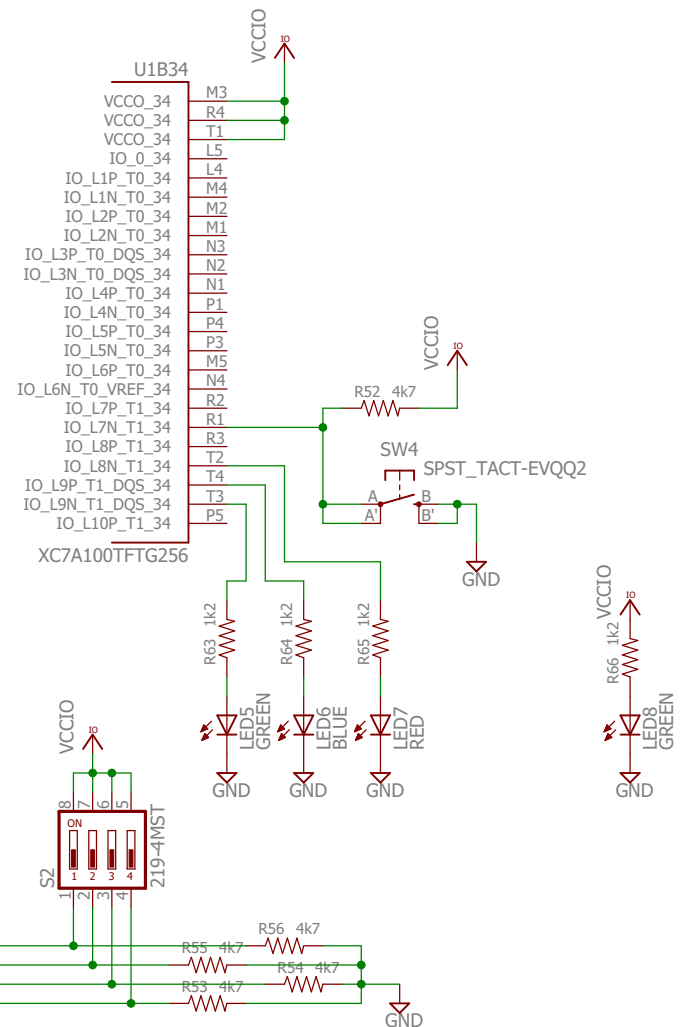 VCCIO
IO
U1B34
VCCO_34 M3
VCCO_34 R4
VCCO_34 T1
IO_0_34 L5
IO_L1P_T0_34 L4
IO_L1N_T0_34 M4
IO_L2P_T0_34 M2
IO_L2N_T0_34 M1
IO_L3P_T0_DQS_34 N3
IO_L3N_T0_DQS_34 N2
IO_L4P_T0_34 N1
IO_L4N_T0_34 P1
IO_L5P_T0_34 P4
IO_L5N_T0_34 P3
IO_L6P_T0_34 M5
IO_L6N_T0_VREF_34 N4
IO_L7P_T1_34 R2
IO_L7N_T1_34 R1
IO_L8P_T1_34 R3
IO_L8N_T1_34 T2
IO_L9P_T1_DQS_34 T4
IO_L9N_T1_DQS_34 T3
IO_L10P_T1_34 P5
XC7A100TFTG256
VCCIO
IO
R52 4k7
SW4
SPST_TACT-EVQQ2
A B
A' B'
GND
R63 1k2
R64 1k2
R65 1k2
LED5
GREEN
LED6
BLUE
LED7
RED
GND
GND
GND
VCCIO
IO
R66 1k2
LED8
GREEN
GND
VCCIO
IO
8 7 6 5
ON
1 2 3 4
S2
219-4MST
1 2 3 4
R56 4k7
R55 4k7
R54 4k7
R53 4k7
GND